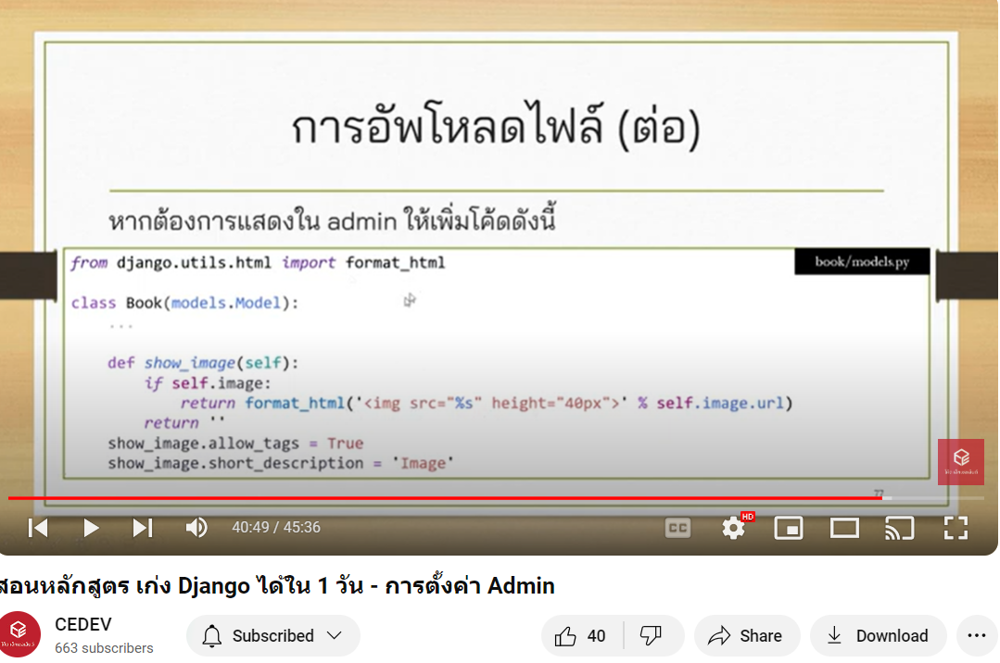 การอัพโหลดไฟล์ (ต่อ)
หากต้องการแสดงใน admin ให้เพิ่มโค้ดดังนี้
book/models.py
from django.utils.html import format_html
class Book(models.Model):
...
def show_image(self):
if self.image:
return format_html('<img src="%s" height="40px">' % self.image.url)
return ''
show_image.allow_tags = True
show_image.short_description = 'Image'
77
40:49 / 45:36
CC
HD
สอนหลักสูตร เก่ง Django ได้ใน 1 วัน - การตั้งค่า Admin
CEDEV
663 subscribers
Subscribed
40
Share
Download